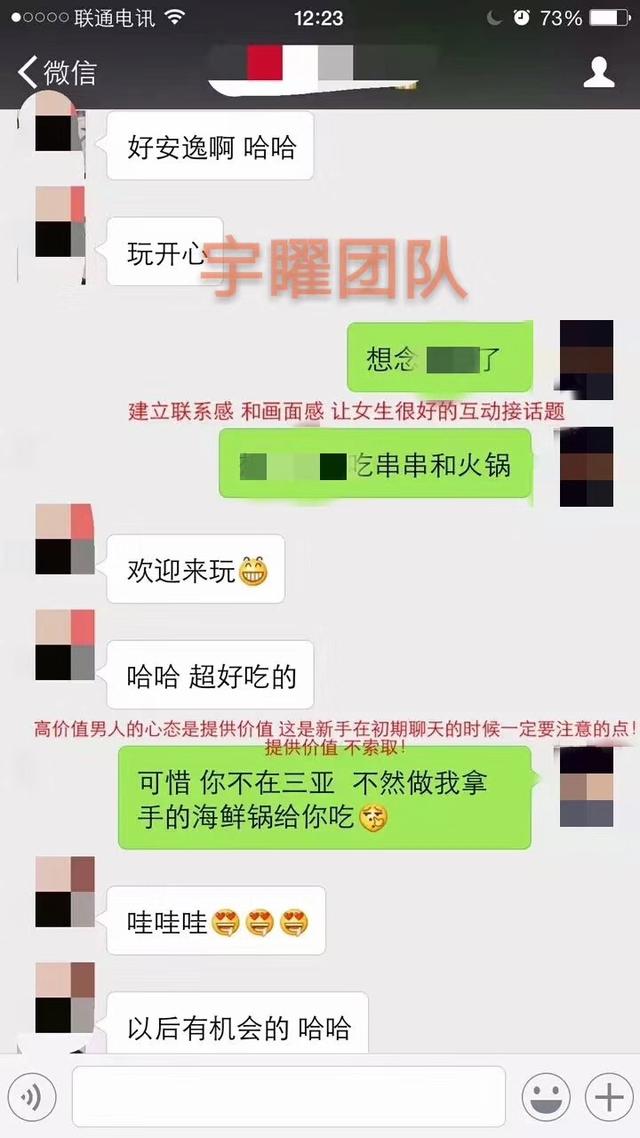 联通电讯
12:23
73%
微信
好安逸啊 哈哈
玩开心
宇曜团队
想念
了
建立联系感 和画面感 让女生很好的互动接话题
吃串串和火锅
欢迎来玩
哈哈 超好吃的
高价值男人的心态是提供价值 这是新手在初期聊天的时候一定要注意的点！
提供价值 不索取！
可惜 你不在三亚 不然做我拿
手的海鲜锅给你吃
哇哇哇
以后有机会的 哈哈